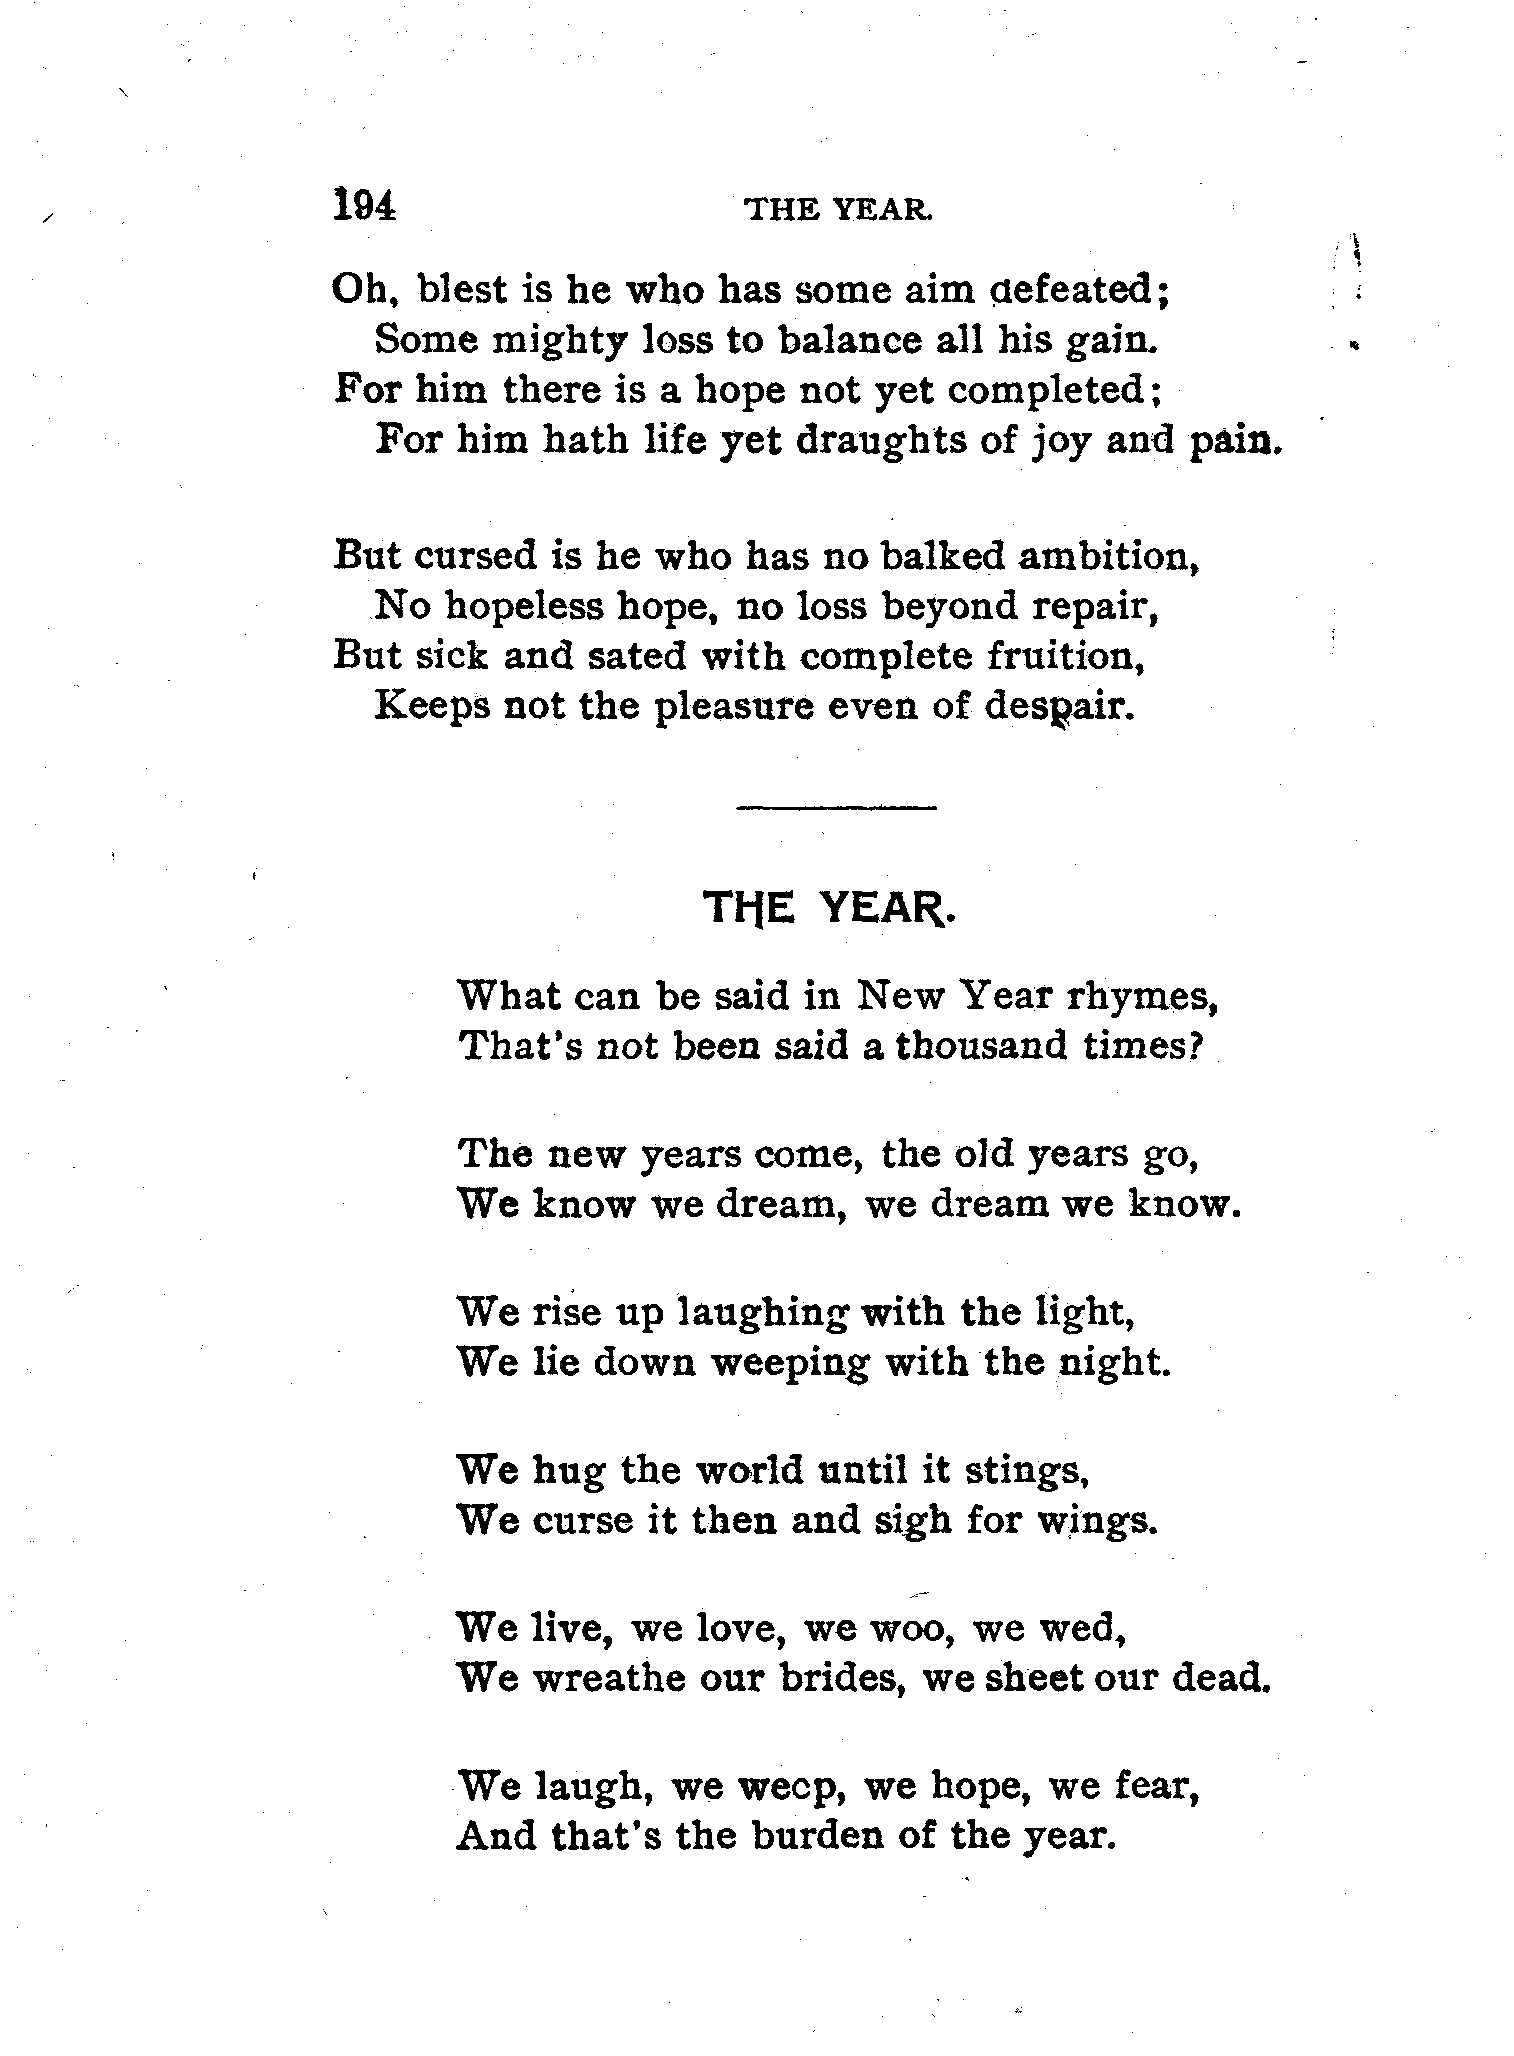 194 THE YEAR.
Oh, blest is he who has some aim defeated;
Some mighty loss to balance all his gain.
For him there is a hope not yet completed;
For him hath life yet draughts of joy and pain.
But cursed is he who has no balked ambition,
No hopeless hope, no loss beyond repair,
But sick and sated with complete fruition,
Keeps not the pleasure even of despair.
THE YEAR.
What can be said in New Year rhymes,
That's not been said a thousand times?
The new years come, the old years go,
We know we dream, we dream we know.
We rise up laughing with the light,
We lie down weeping with the night.
We hug the world until it stings,
We curse it then and sigh for wings.
We live, we love, we woo, we wed,
We wreathe our brides, we sheet our dead.
We laugh, we weep, we hope, we fear,
And that's the burden of the year.